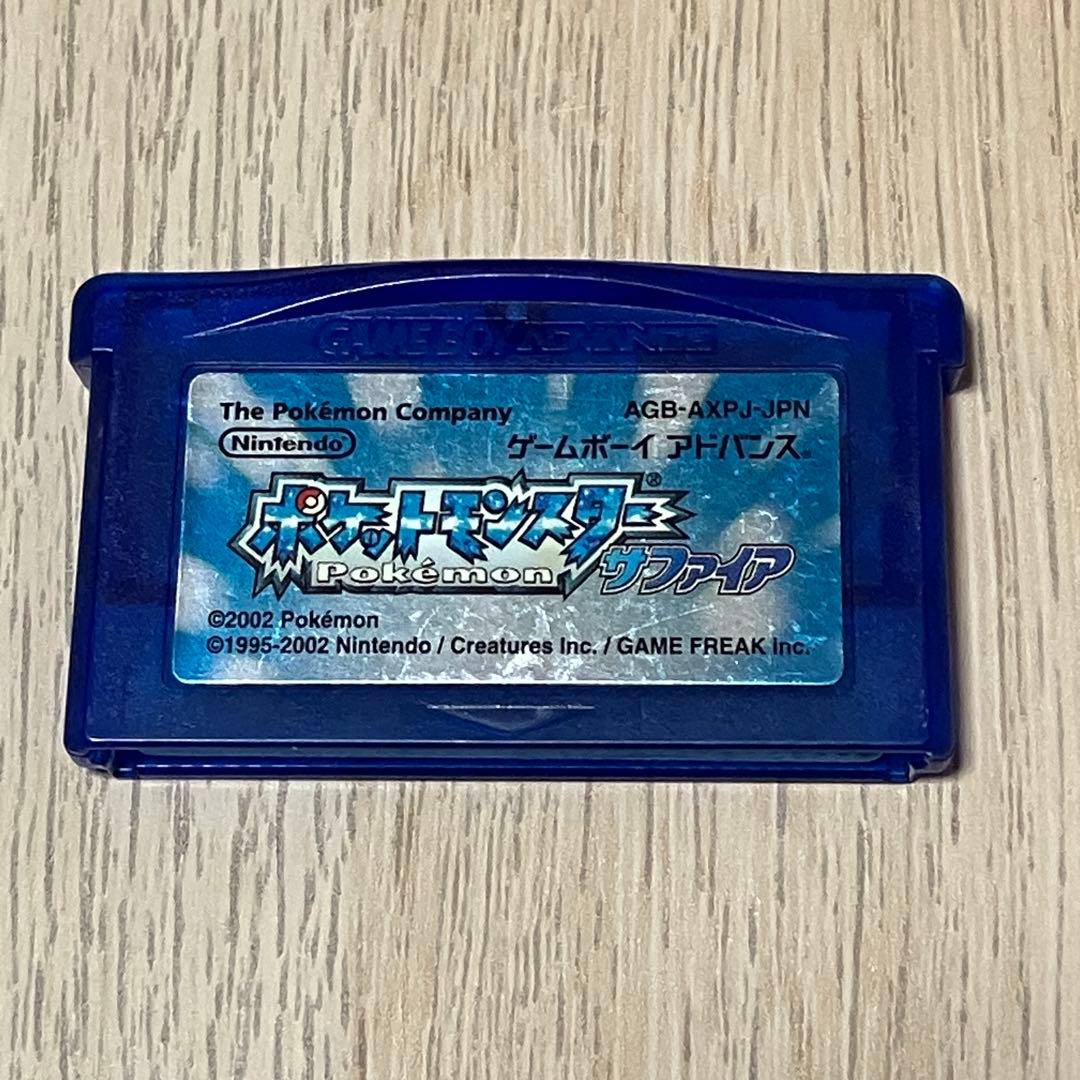 GAME BOY ADVANCE
The Pokémon Company AGB-AXPJ-JPN
Nintendo ゲームボーイ アドバンス®
ポケットモンスター®
Pokémon サファイア
©2002 Pokémon
©1995-2002 Nintendo / Creatures Inc. / GAME FREAK inc.